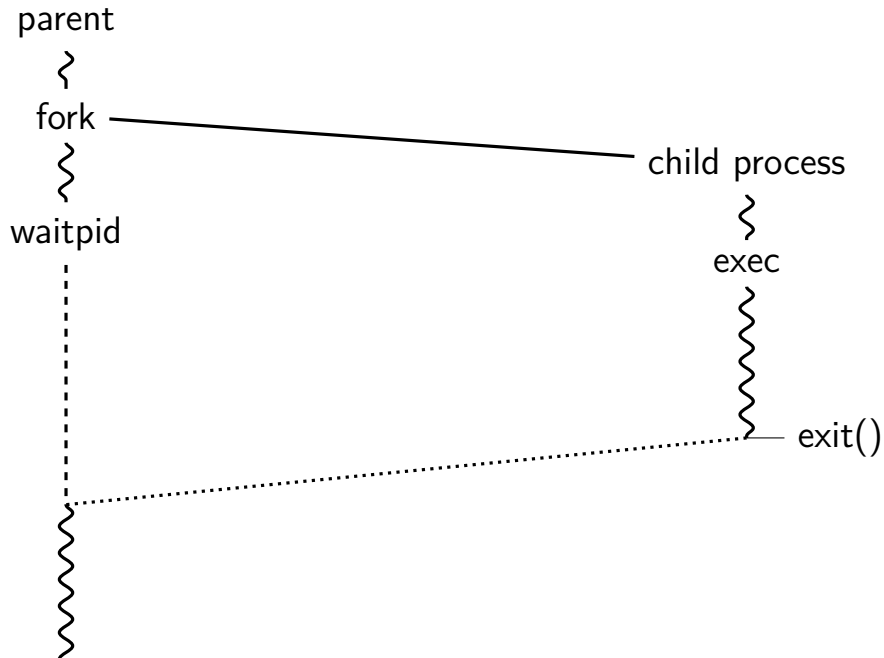 parent
fork
child process
waitpid
exec
exit()